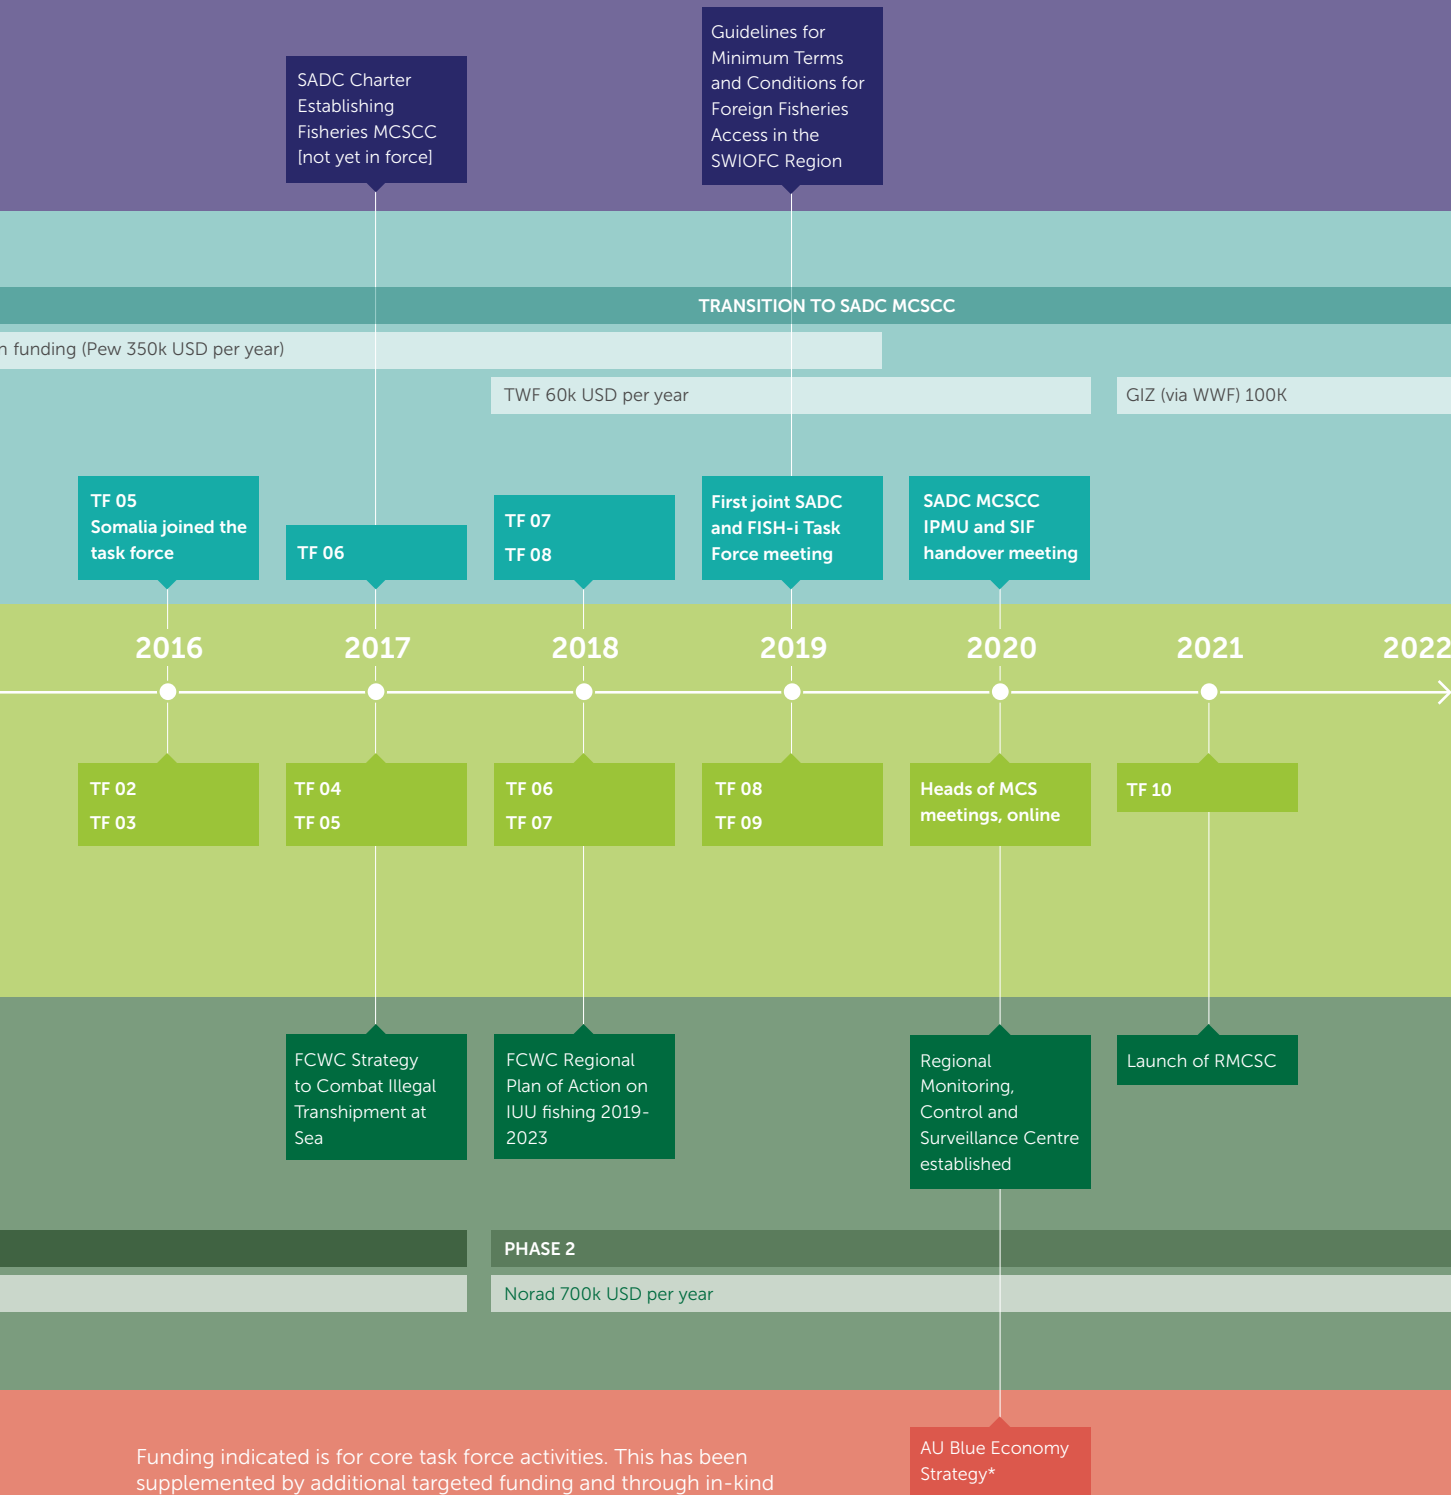 SADC Charter
Establishing
Fisheries MCSCC
[not yet in force]
Guidelines for
Minimum Terms
and Conditions for
Foreign Fisheries
Access in the
SWIOFC Region
TRANSITION TO SADC MCSCC
funding (Pew 350k USD per year)
TWF 60k USD per year
GIZ (via WWF) 100K
TF 05
Somalia joined the
task force
TF 06
TF 07
TF 08
First joint SADC
and FISH-i Task
Force meeting
SADC MCSCC
IPMU and SIF
handover meeting
2016
2017
2018
2019
2020
2021
2022
TF 02
TF 03
TF 04
TF 05
TF 06
TF 07
TF 08
TF 09
Heads of MCS
meetings, online
TF 10
FCWC Strategy
to Combat Illegal
Transhipment at
Sea
FCWC Regional
Plan of Action on
IUU fishing 2019-
2023
Regional
Monitoring,
Control and
Surveillance Centre
established
Launch of RMCSC
PHASE 2
Norad 700k USD per year
Funding indicated is for core task force activities. This has been
supplemented by additional targeted funding and through in-kind
AU Blue Economy
Strategy*